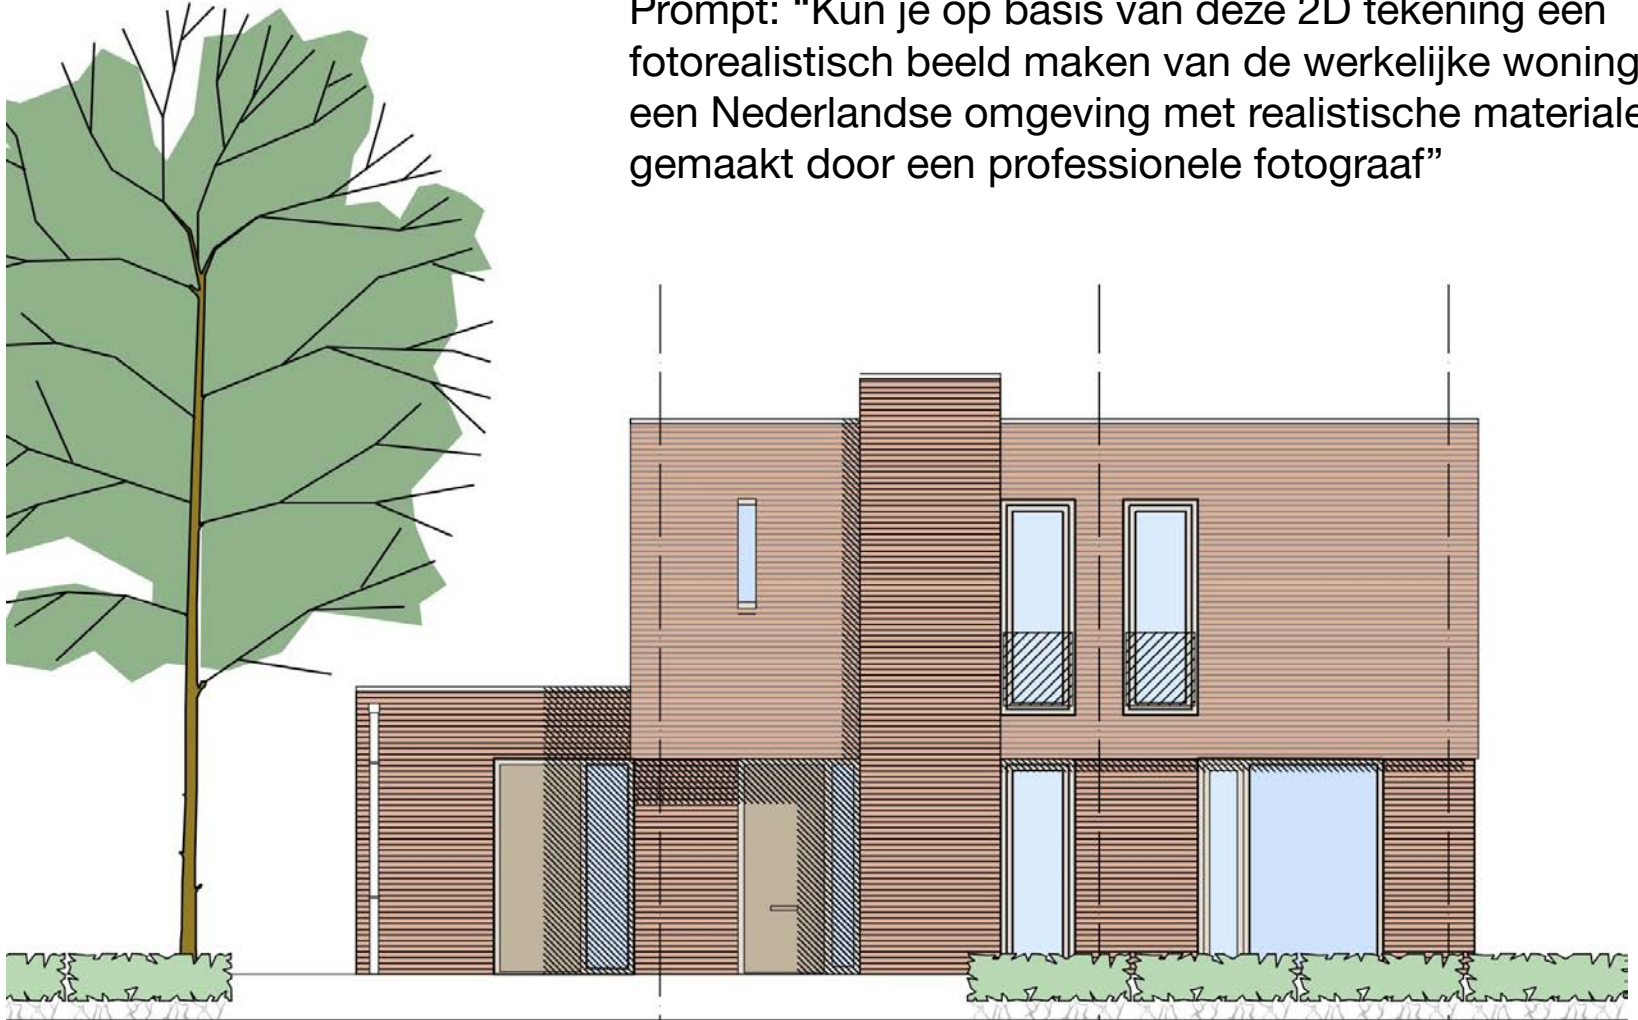 Prompt: “Kun je op basis van deze 2D tekening een
fotorealistisch beeld maken van de werkelijke woning
een Nederlandse omgeving met realistische materiale
gemaakt door een professionele fotograaf”